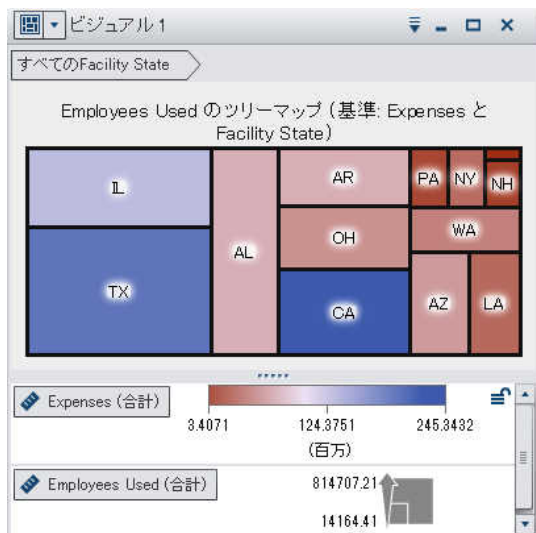 ビジュアル 1
すべてのFacility State
Employees Used のツリーマップ (基準: Expenses と
Facility State)
IL
TX
AL
AR
OH
CA
PA
NY
NH
WA
AZ
LA
Expenses (合計)
3.4071
124.3751
245.3432
(百万)
Employees Used (合計)
814707.21
14164.41